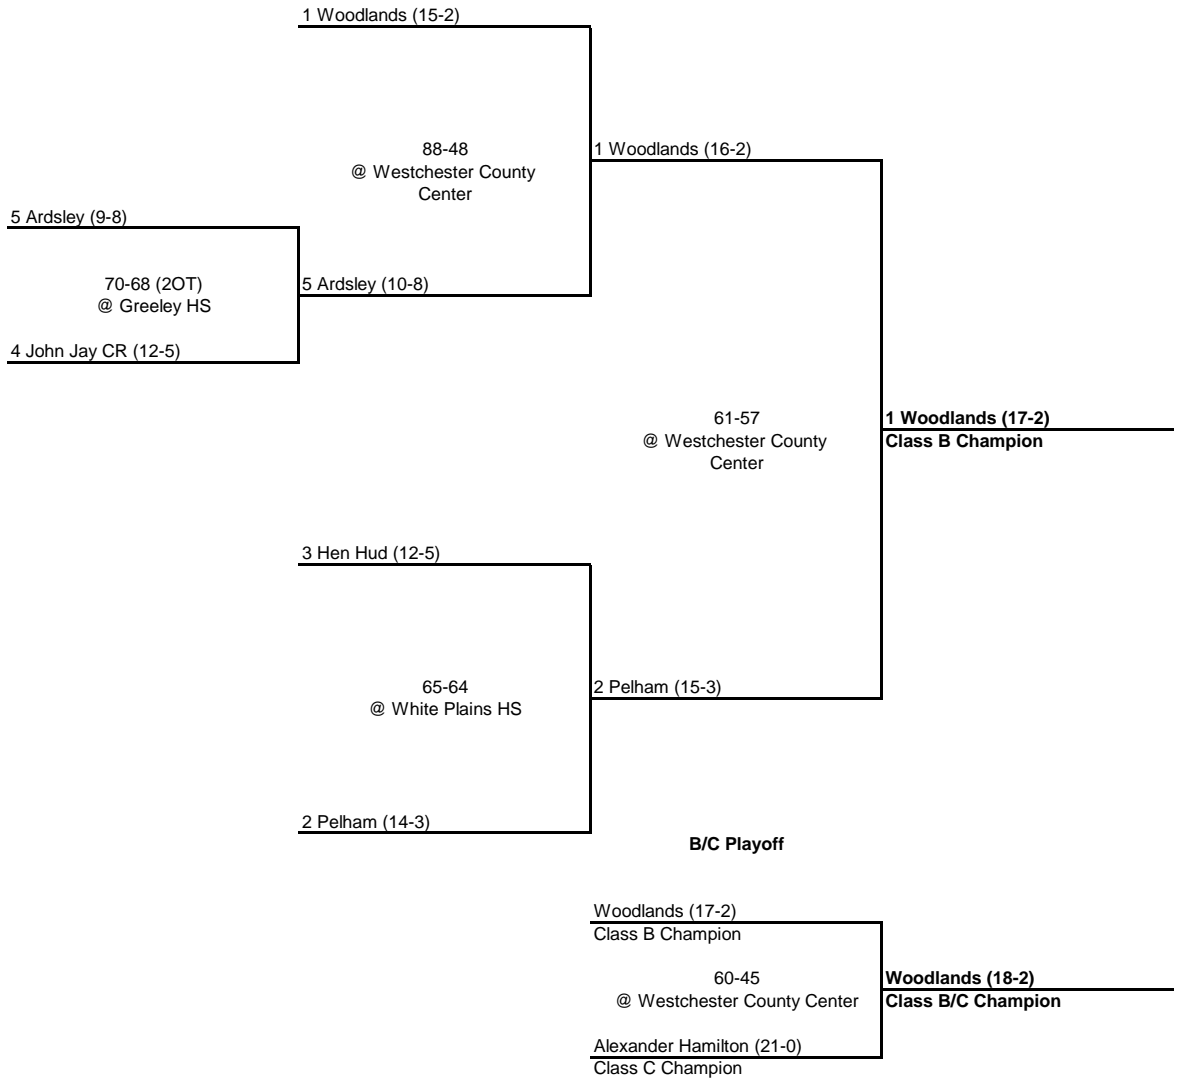 1 Woodlands (15-2)
88-48
@ Westchester County
Center
1 Woodlands (16-2)
5 Ardsley (9-8)
70-68 (2OT)
@ Greeley HS
5 Ardsley (10-8)
4 John Jay CR (12-5)
61-57
@ Westchester County
Center
1 Woodlands (17-2)
Class B Champion
3 Hen Hud (12-5)
65-64
@ White Plains HS
2 Pelham (15-3)
2 Pelham (14-3)
B/C Playoff
Woodlands (17-2)
Class B Champion
60-45
@ Westchester County Center
Woodlands (18-2)
Class B/C Champion
Alexander Hamilton (21-0)
Class C Champion